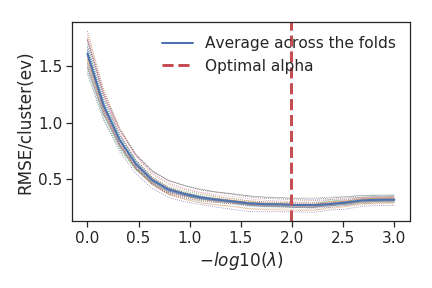 Average across the folds
Optimal alpha
RMSE/cluster(ev)
1.5
1.0
0.5
0.0 0.5 1.0 1.5 2.0 2.5 3.0
−log10(λ)